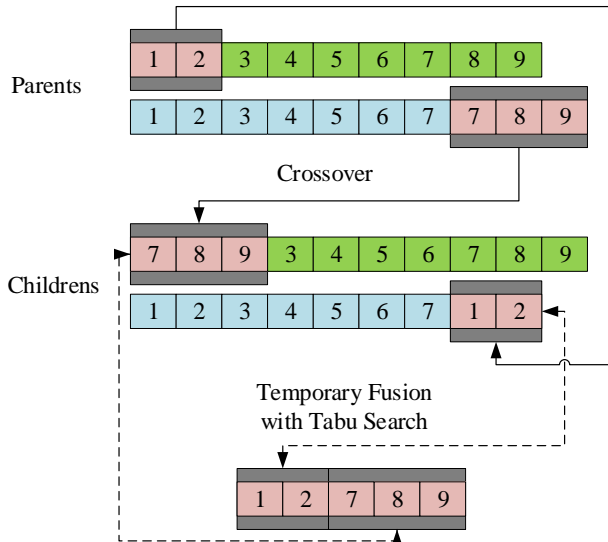 1 2 3 4 5 6 7 8 9
Parents
1 2 3 4 5 6 7 7 8 9
Crossover
7 8 9 3 4 5 6 7 8 9
Childrens
1 2 3 4 5 6 7 1 2
Temporary Fusion
with Tabu Search
1 2 7 8 9